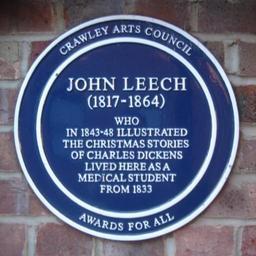 CRAWLEY ARTS COUNCIL
JOHN LEECH
(1817-1864)
WHO
IN 1843-48 ILLUSTRATED
THE CHRISTMAS STORIES
OF CHARLES DICKENS
LIVED HERE AS A
MEDICAL STUDENT
FROM 1833
AWARDS FOR ALL